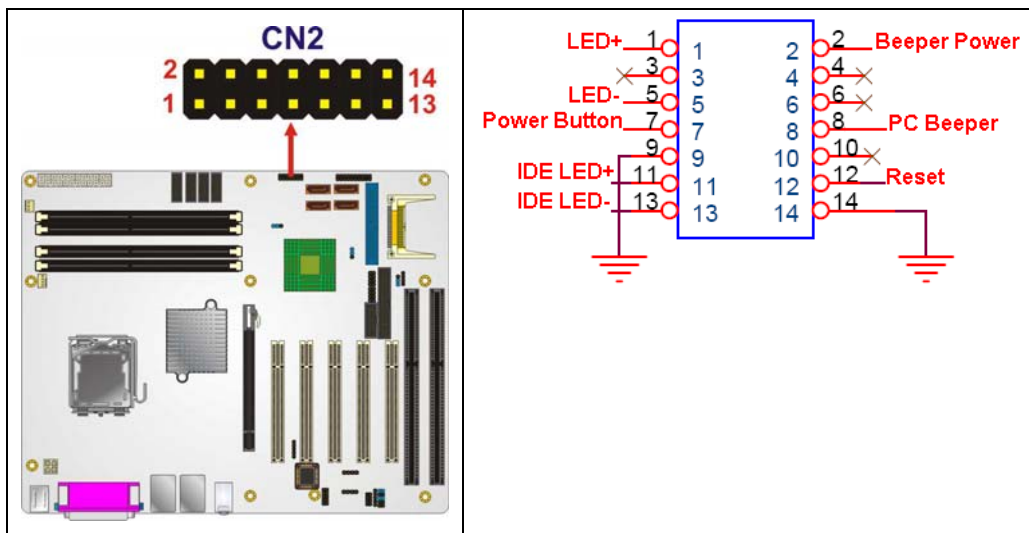 CN2
2 14
1 13
LED+ 1 1 2 2 Beeper Power
3 3 4 4
LED- 5 5 6 6
Power Button 7 7 8 8 PC Beeper
9 9 10 10
IDE LED+ 11 11 12 12 Reset
IDE LED- 13 13 14 14